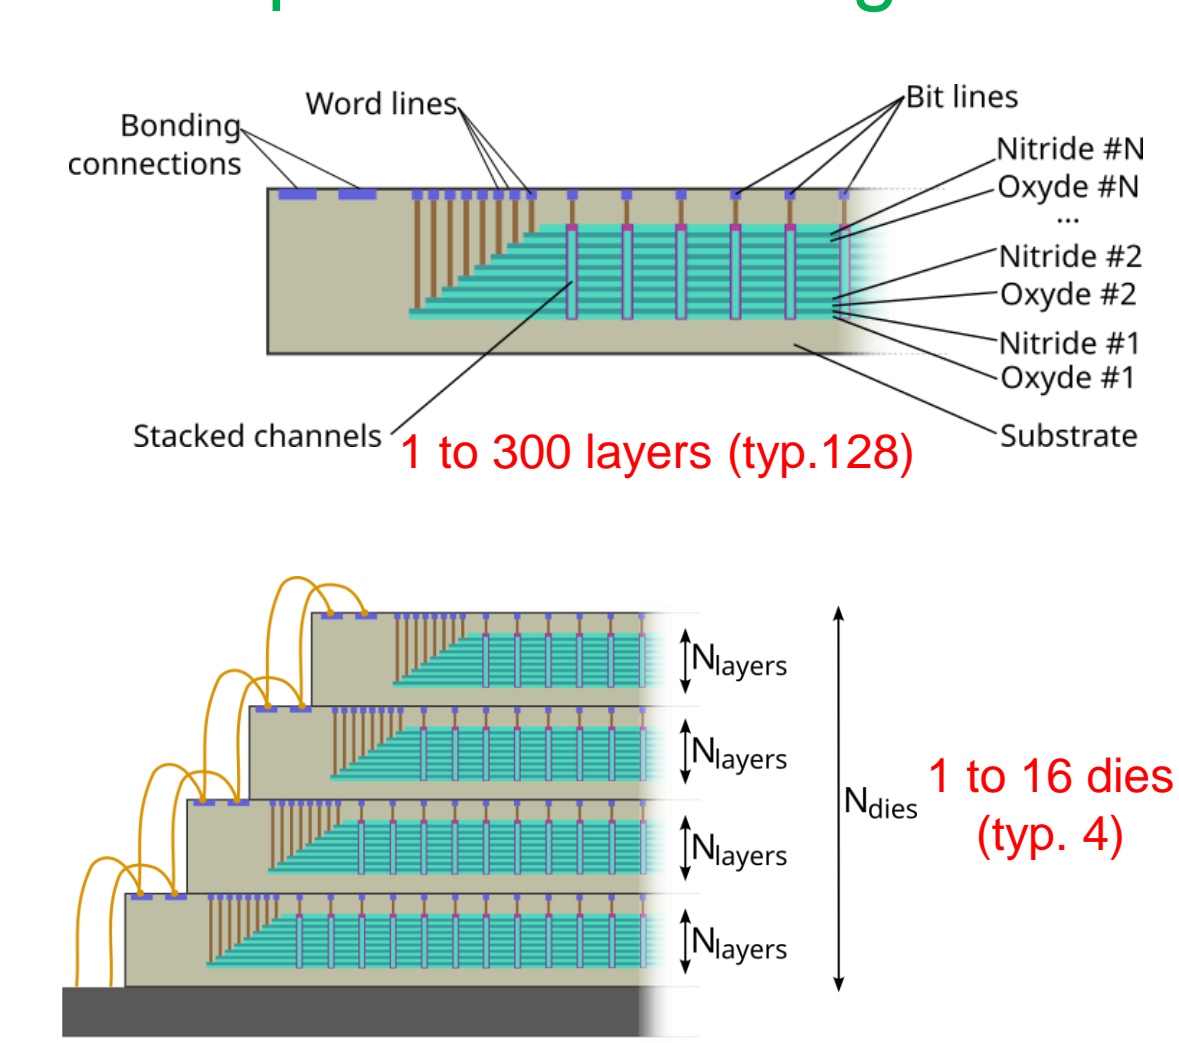 Word lines
Bit lines
Bonding
connections
Nitride #N
Oxyde #N
...
Nitride #2
Oxyde #2
Nitride #1
Oxyde #1
Stacked channels
1 to 300 layers (typ.128)
Substrate
Nlayers
Nlayers
Nlayers
Nlayers
Ndies
1 to 16 dies
(typ. 4)